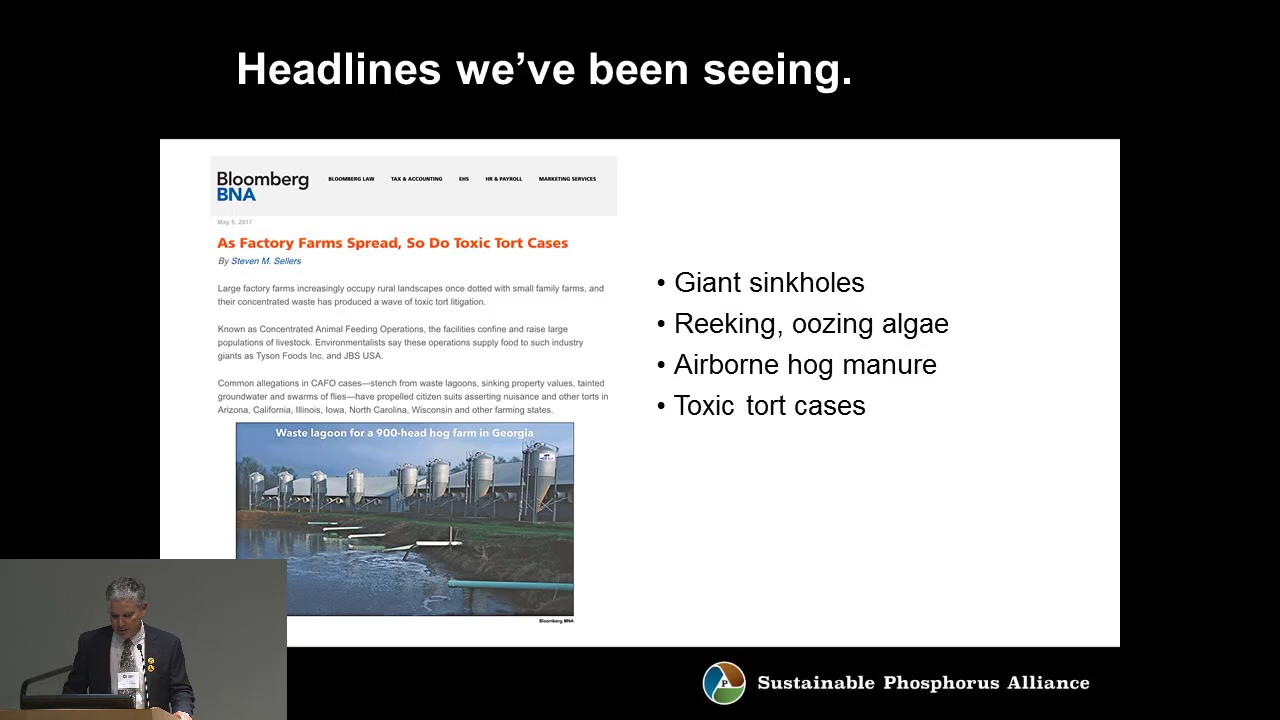 Headlines we’ve been seeing.
Bloomberg
BNA
BLOOMBERG LAW TAX & ACCOUNTING EHS HR & PAYROLL MARKETING SERVICES
May 5, 2017
As Factory Farms Spread, So Do Toxic Tort Cases
By Steven M. Sellers
Large factory farms increasingly occupy rural landscapes once dotted with small family farms, and
their concentrated waste has produced a wave of toxic tort litigation.
Known as Concentrated Animal Feeding Operations, the facilities confine and raise large
populations of livestock. Environmentalists say these operations supply food to such industry
giants as Tyson Foods Inc. and JBS USA.
Common allegations in CAFO cases—stench from waste lagoons, sinking property values, tainted
groundwater and swarms of flies—have propelled citizen suits asserting nuisance and other torts in
Arizona, California, Illinois, Iowa, North Carolina, Wisconsin and other farming states.
Waste lagoon for a 900-head hog farm in Georgia
Bloomberg BNA
• Giant sinkholes
• Reeking, oozing algae
• Airborne hog manure
• Toxic tort cases
P
Sustainable Phosphorus Alliance